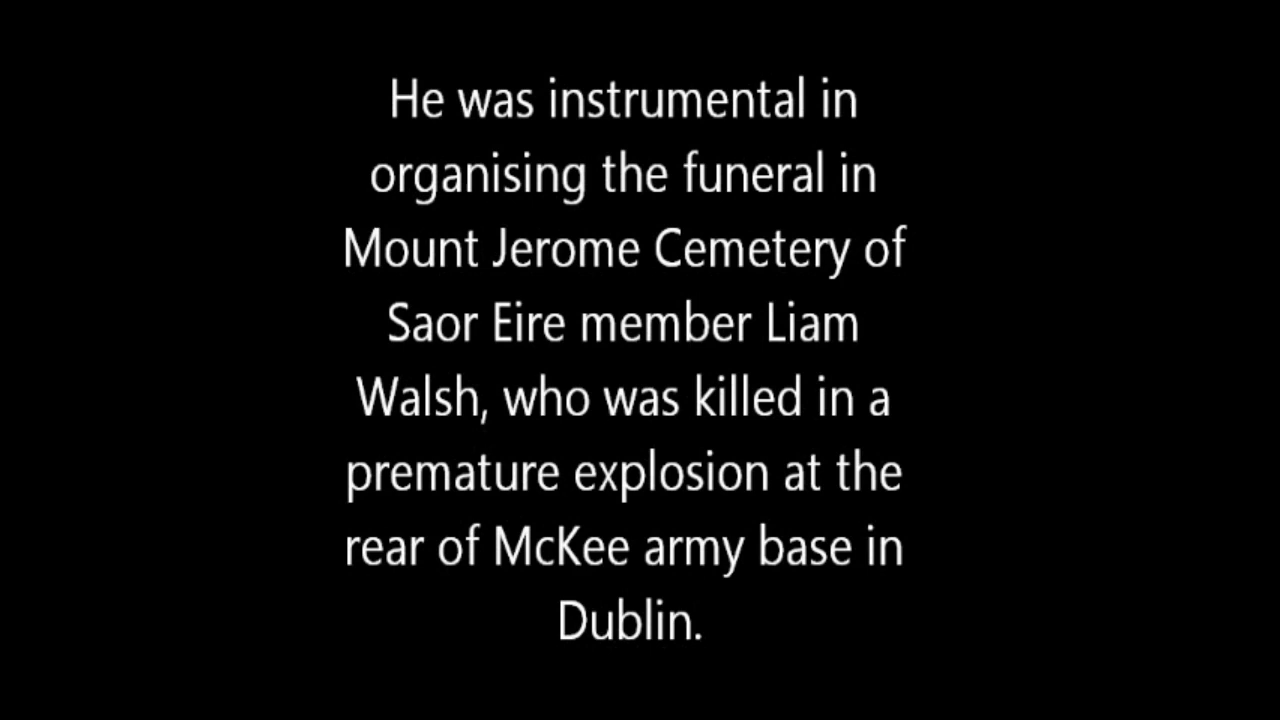 He was instrumental in
organising the funeral in
Mount Jerome Cemetery of
Saor Eire member Liam
Walsh, who was killed in a
premature explosion at the
rear of McKee army base in
Dublin.